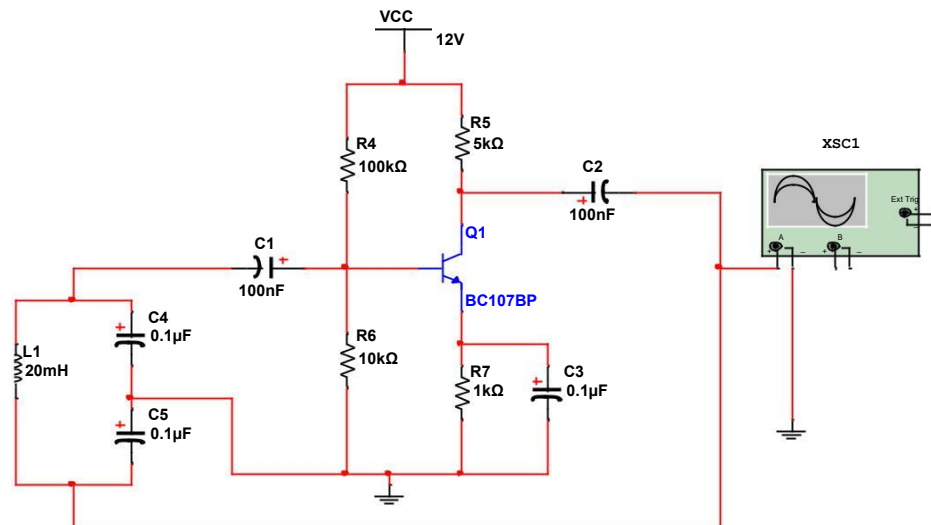 VCC
12V
R5
5kΩ
R4
100kΩ
XSC1
C2
100nF
Ext Trig
+
−
A
B
+
−
+
−
Q1
C1
100nF
BC107BP
C4
0.1µF
L1
20mH
R6
10kΩ
R7
1kΩ
C3
0.1µF
C5
0.1µF